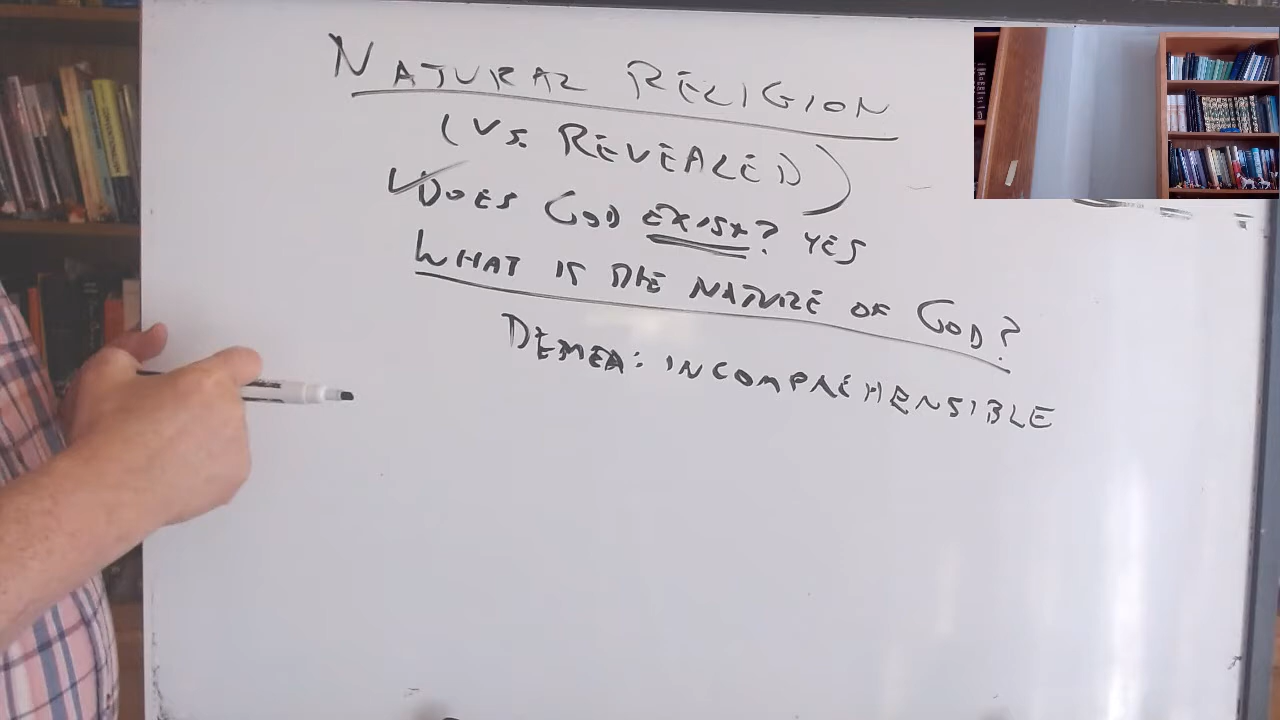 NATURAL RELIGION
(VS. REVEALED)
✓DOES GOD EXIST? YES
WHAT IS THE NATURE OF GOD?
DEMEA: INCOMPREHENSIBLE